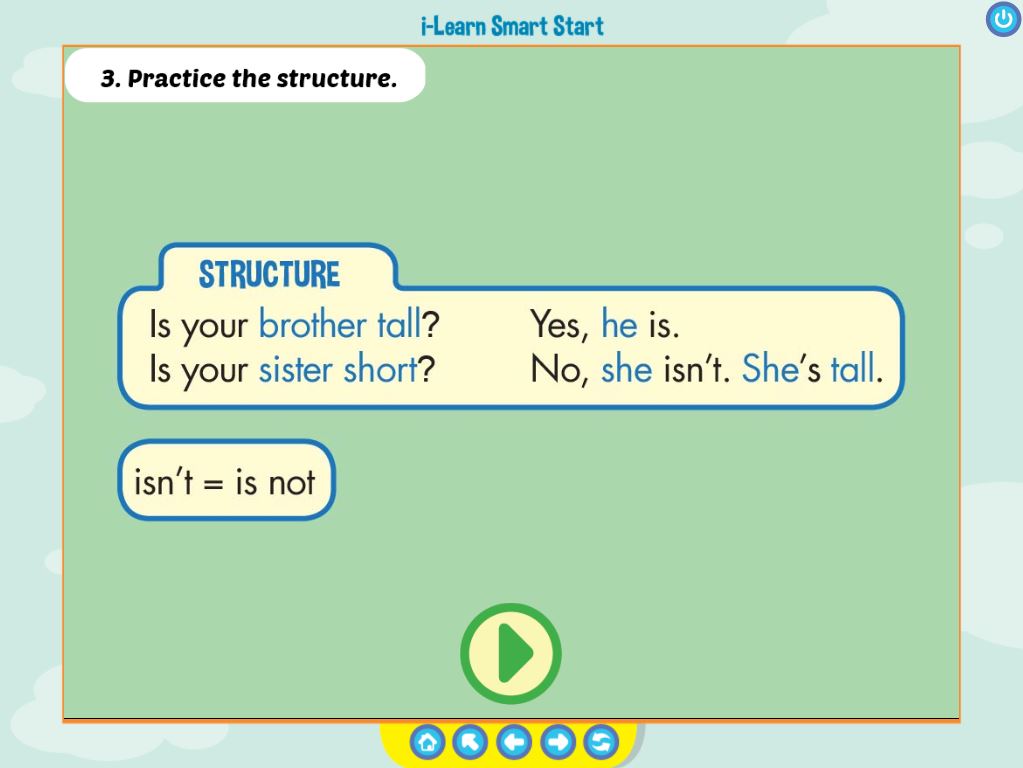 i-Learn Smart Start
3. Practice the structure.
STRUCTURE
Is your brother tall? Yes, he is.
Is your sister short? No, she isn't. She's tall.
isn't = is not